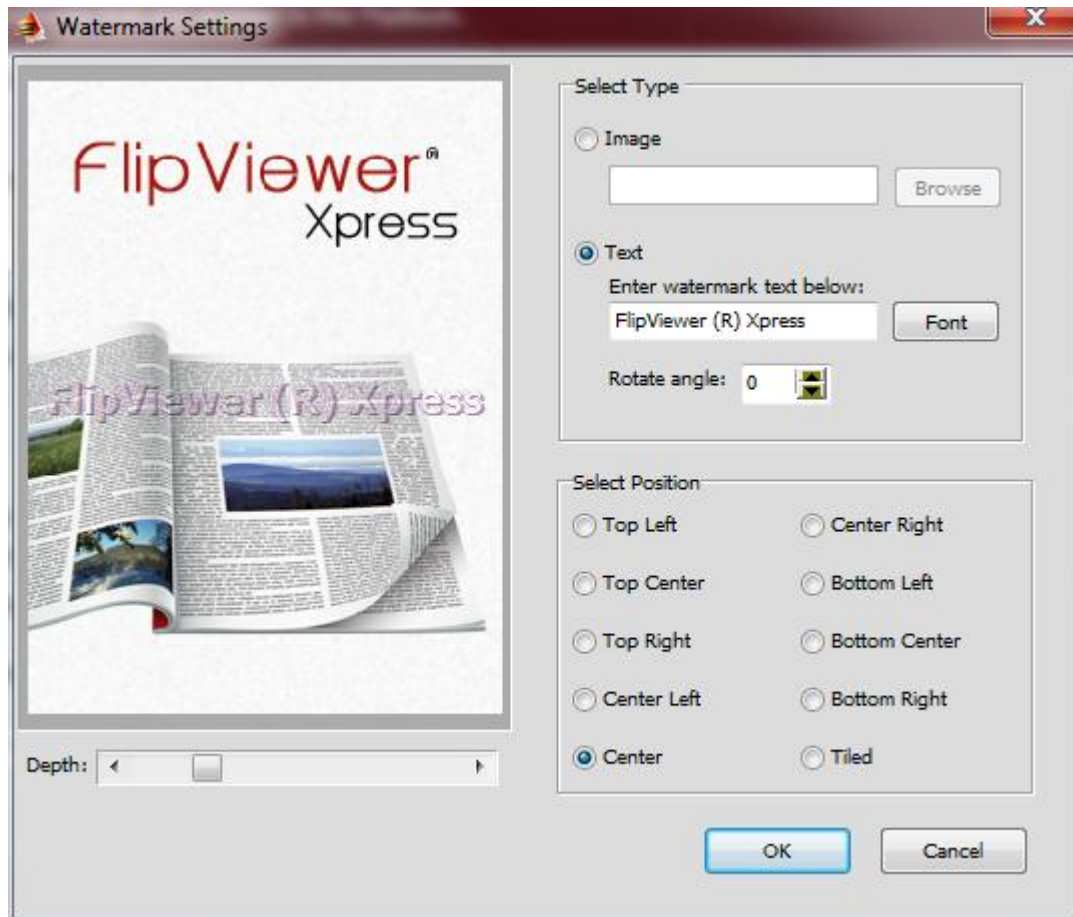 Watermark Settings
FlipViewer®
Xpress
FlipViewer (R) Xpress
Depth:
Select Type
Image
Browse
Text
Enter watermark text below:
FlipViewer (R) Xpress
Font
Rotate angle: 0
Select Position
Top Left
Center Right
Top Center
Bottom Left
Top Right
Bottom Center
Center Left
Bottom Right
Center
Tiled
OK
Cancel